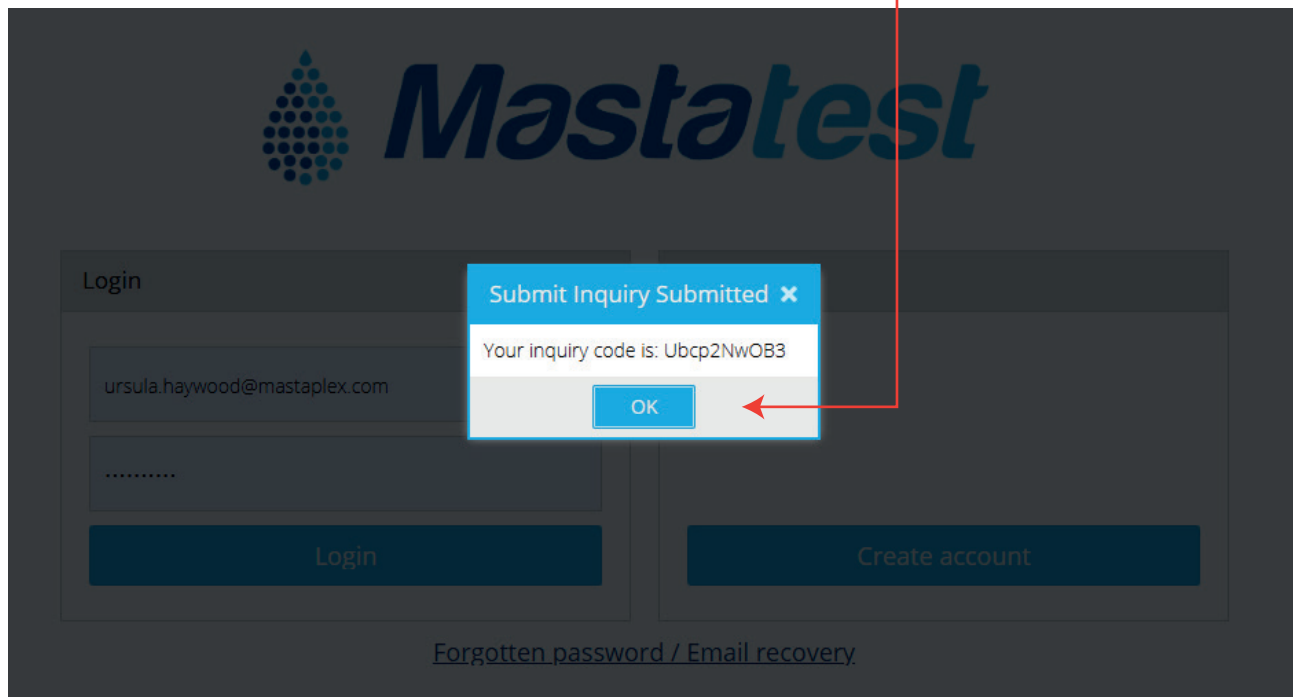 Mastatest
Login
Submit Inquiry Submitted ×
Your inquiry code is: Ubcp2NwOB3
OK
ursula.haywood@mastaplex.com
..........
Login
Create account
Forgotten password / Email recovery